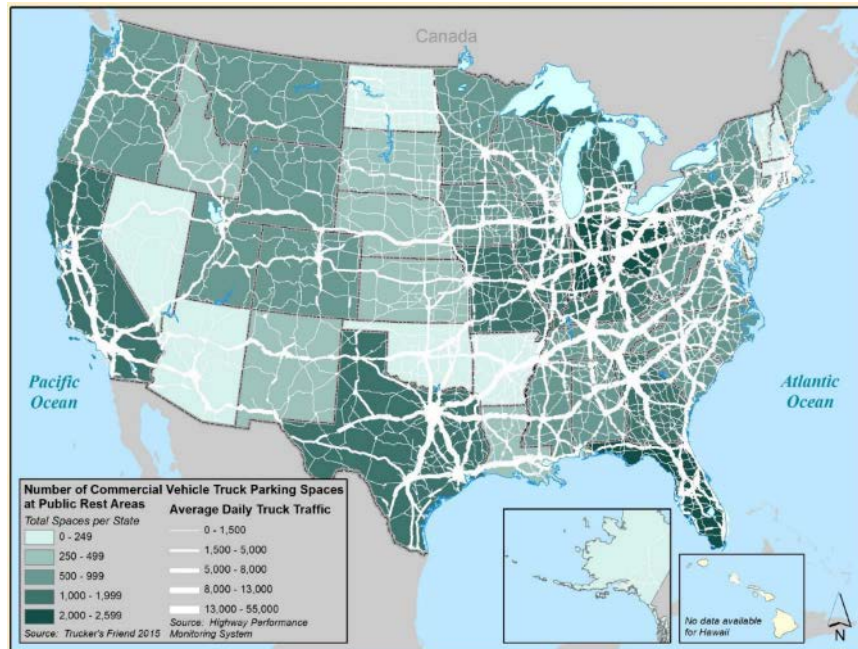 Canada
Pacific
Ocean
Atlantic
Ocean
Number of Commercial Vehicle Truck Parking Spaces
at Public Rest Areas
Total Spaces per State
0 - 249
250 - 499
500 - 999
1,000 - 1,999
2,000 - 2,599
Source: Trucker's Friend 2015
Average Daily Truck Traffic
0 - 1,500
1,500 - 5,000
5,000 - 8,000
8,000 - 13,000
13,000 - 55,000
Source: Highway Performance
Monitoring System
No data available
for Hawaii
N